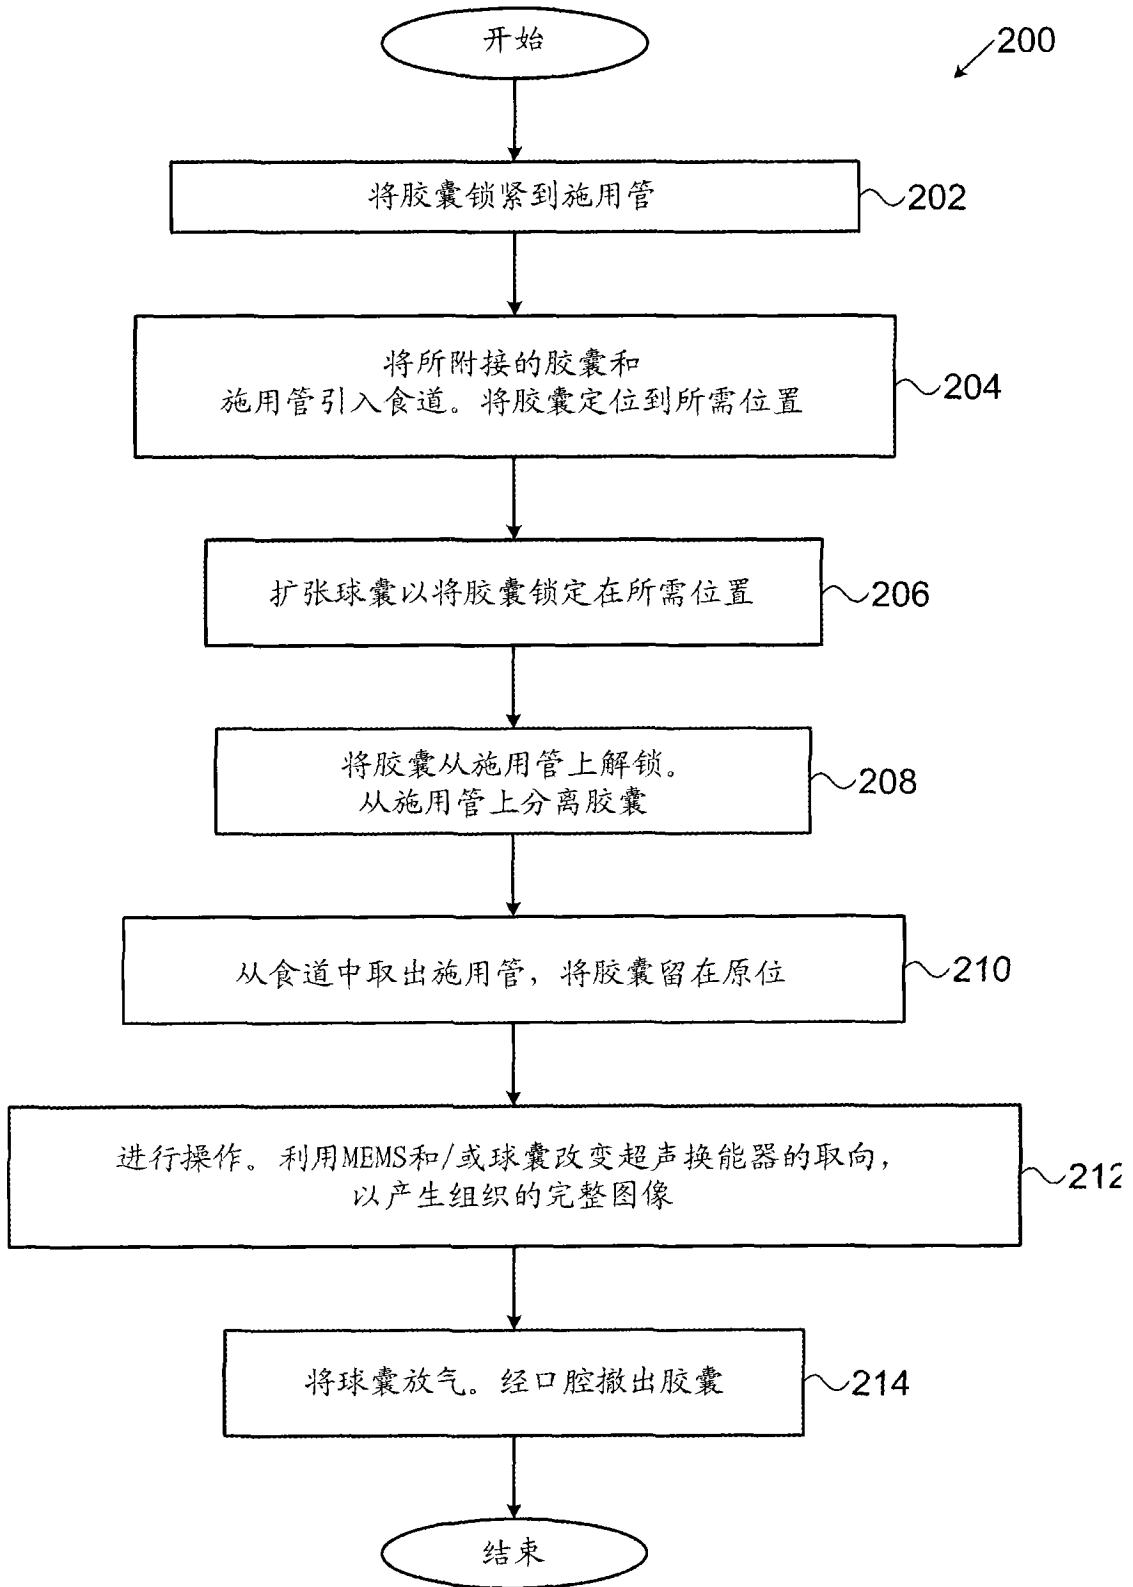 开始
200
将胶囊锁紧到施用管
202
将所附接的胶囊和
施用管引入食道。将胶囊定位到所需位置
204
扩张球囊以将胶囊锁定在所需位置
206
将胶囊从施用管上解锁。
从施用管上分离胶囊
208
从食道中取出施用管，将胶囊留在原位
210
进行操作。利用MEMS和/或球囊改变超声换能器的取向，
以产生组织的完整图像
212
将球囊放气。经口腔撤出胶囊
214
结束